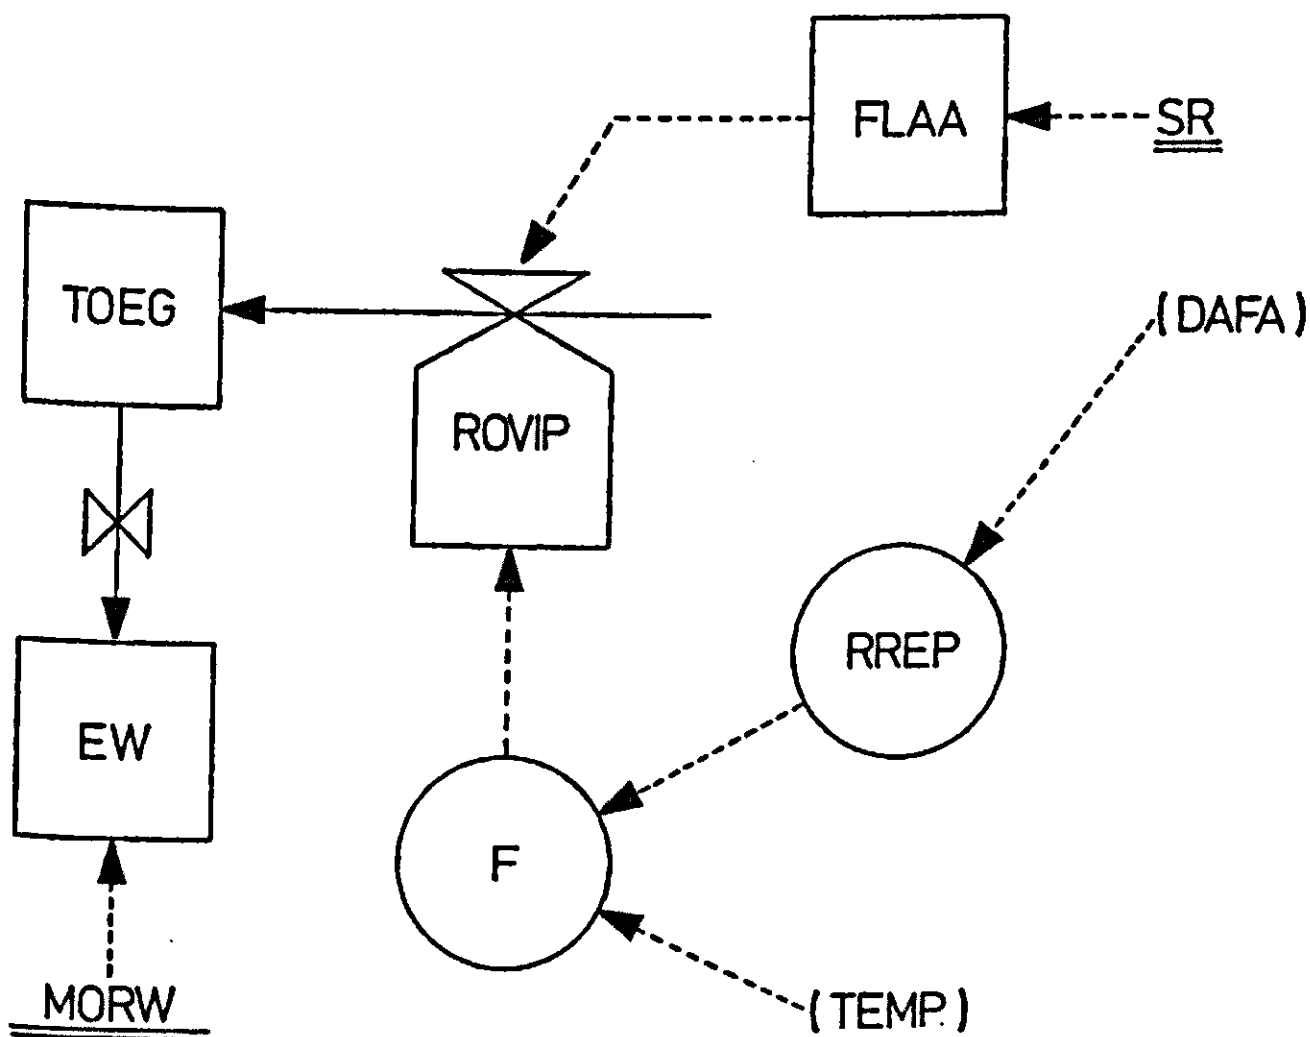 FLAA
SR
TOEG
(DAFA)
ROVIP
RREP
EW
F
MORW
(TEMP.)